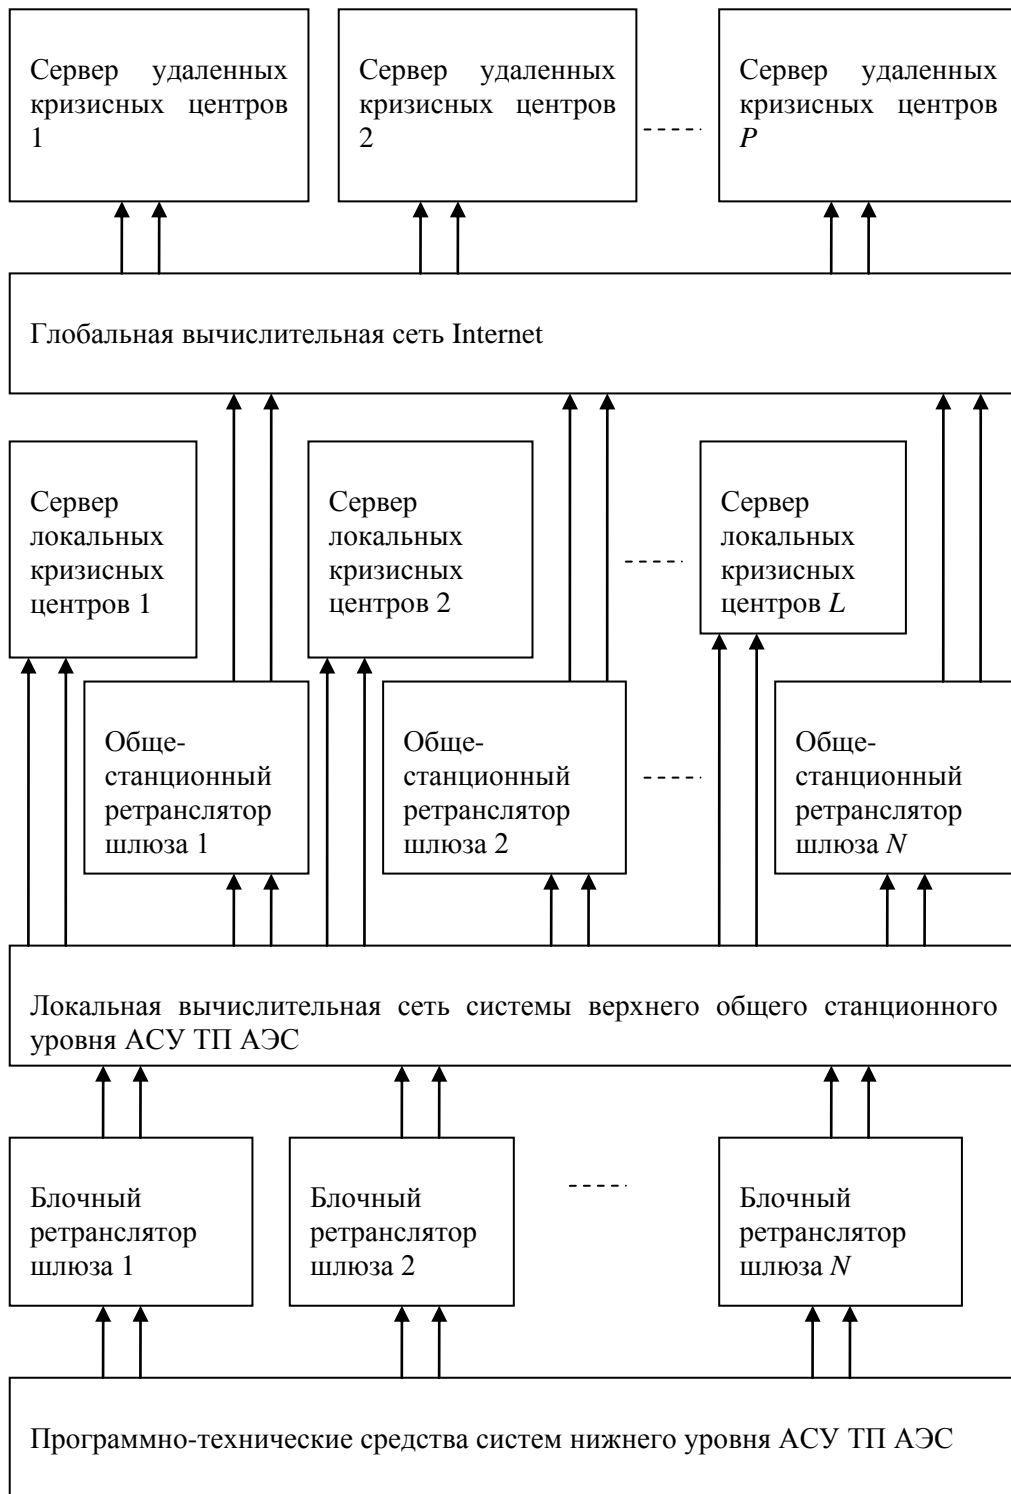 Сервер удаленных
кризисных центров
1
Сервер удаленных
кризисных центров
2
Сервер удаленных
кризисных центров
P
Глобальная вычислительная сеть Internet
Сервер
локальных
кризисных
центров 1
Сервер
локальных
кризисных
центров 2
Сервер
локальных
кризисных
центров L
Обще-
станционный
ретранслятор
шлюза 1
Обще-
станционный
ретранслятор
шлюза 2
Обще-
станционный
ретранслятор
шлюза N
Локальная вычислительная сеть системы верхнего общего станционного
уровня АСУ ТП АЭС
Блочный
ретранслятор
шлюза 1
Блочный
ретранслятор
шлюза 2
Блочный
ретранслятор
шлюза N
Программно-технические средства систем нижнего уровня АСУ ТП АЭС